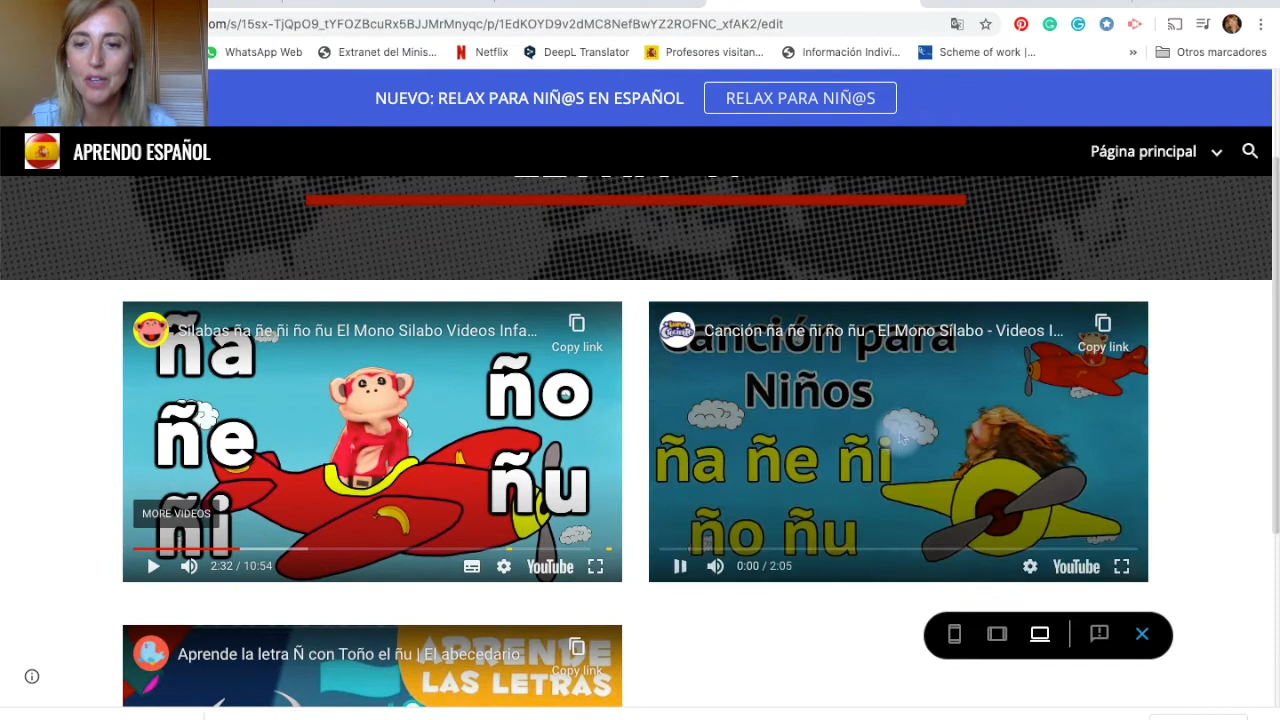 om/s/15sx-TjQpO9_tYFOZBcuRx5BJJMrMnyqc/p/1EdKOYD9v2dMC8NefBwYZ2ROFNC_xfAK2/edit
WhatsApp Web Extranet del Minis... Netflix DeepL Translator Profesores visitan... Información Indivi... Scheme of work |... » Otros marcadores
NUEVO: RELAX PARA NIÑ@S EN ESPAÑOL RELAX PARA NIÑ@S
APRENDO ESPAÑOL Página principal
Sílabas ña ñe ñi ño ñu El Mono Silabo Videos Infa...
Copy link
ña
ñe
ñi
ño
ñu
MORE VIDEOS
2:32 / 10:54
YouTube
Canción ña ñe ñi ño ñu - El Mono Sílabo - Videos I...
Copy link
Canción para
Niños
ña ñe ñi
ño ñu
0:00 / 2:05
YouTube
Aprende la letra Ñ con Toño el ñu | El abecedario
Copy link
APRENDE
LAS LETRAS